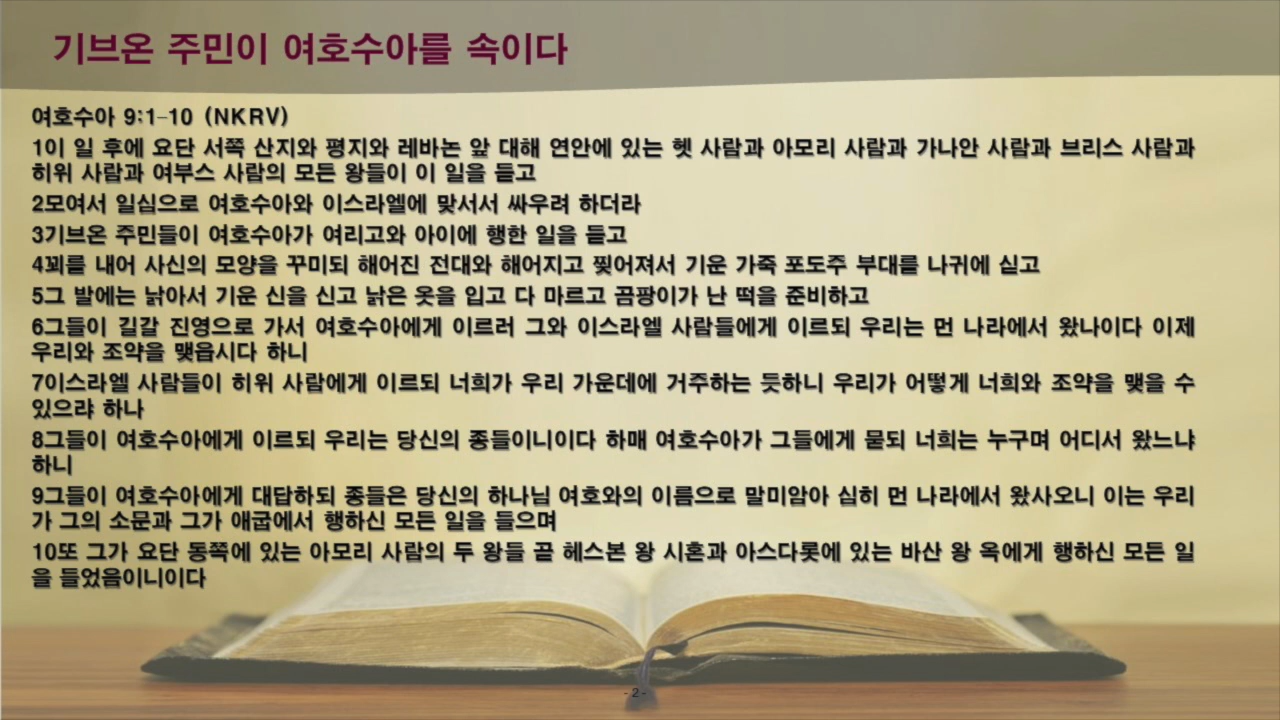 기브온 주민이 여호수아를 속이다
여호수아 9:1-10 (NKRV)
1이 일 후에 요단 서쪽 산지와 평지와 레바논 앞 대해 연안에 있는 헷 사람과 아모리 사람과 가나안 사람과 브리스 사람과
히위 사람과 여부스 사람의 모든 왕들이 이 일을 듣고
2모여서 일심으로 여호수아와 이스라엘에 맞서서 싸우려 하더라
3기브온 주민들이 여호수아가 여리고와 아이에 행한 일을 듣고
4꾀를 내어 사신의 모양을 꾸미되 해어진 전대와 해어지고 찢어져서 기운 가죽 포도주 부대를 나귀에 싣고
5그 발에는 낡아서 기운 신을 신고 낡은 옷을 입고 다 마르고 곰팡이가 난 떡을 준비하고
6그들이 길갈 진영으로 가서 여호수아에게 이르러 그와 이스라엘 사람들에게 이르되 우리는 먼 나라에서 왔나이다 이제
우리와 조약을 맺읍시다 하니
7이스라엘 사람들이 히위 사람에게 이르되 너희가 우리 가운데에 거주하는 듯하니 우리가 어떻게 너희와 조약을 맺을 수
있으랴 하나
8그들이 여호수아에게 이르되 우리는 당신의 종들이니이다 하매 여호수아가 그들에게 묻되 너희는 누구며 어디서 왔느냐
하니
9그들이 여호수아에게 대답하되 종들은 당신의 하나님 여호와의 이름으로 말미암아 심히 먼 나라에서 왔사오니 이는 우리
가 그의 소문과 그가 애굽에서 행하신 모든 일을 들으며
10또 그가 요단 동쪽에 있는 아모리 사람의 두 왕들 곧 헤스본 왕 시혼과 아스다롯에 있는 바산 왕 옥에게 행하신 모든 일
을 들었음이니이다
- 2 -